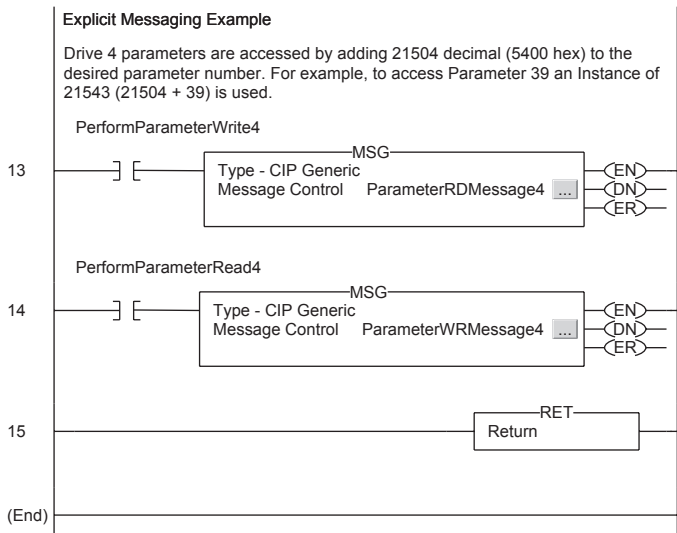 Explicit Messaging Example
Drive 4 parameters are accessed by adding 21504 decimal (5400 hex) to the
desired parameter number. For example, to access Parameter 39 an Instance of
21543 (21504 + 39) is used.
PerformParameterWrite4
MSG
13
Type - CIP Generic
EN
Message Control ParameterRDMessage4 ...
DN
ER
PerformParameterRead4
MSG
14
Type - CIP Generic
EN
Message Control ParameterWRMessage4 ...
DN
ER
RET
15
Return
(End)